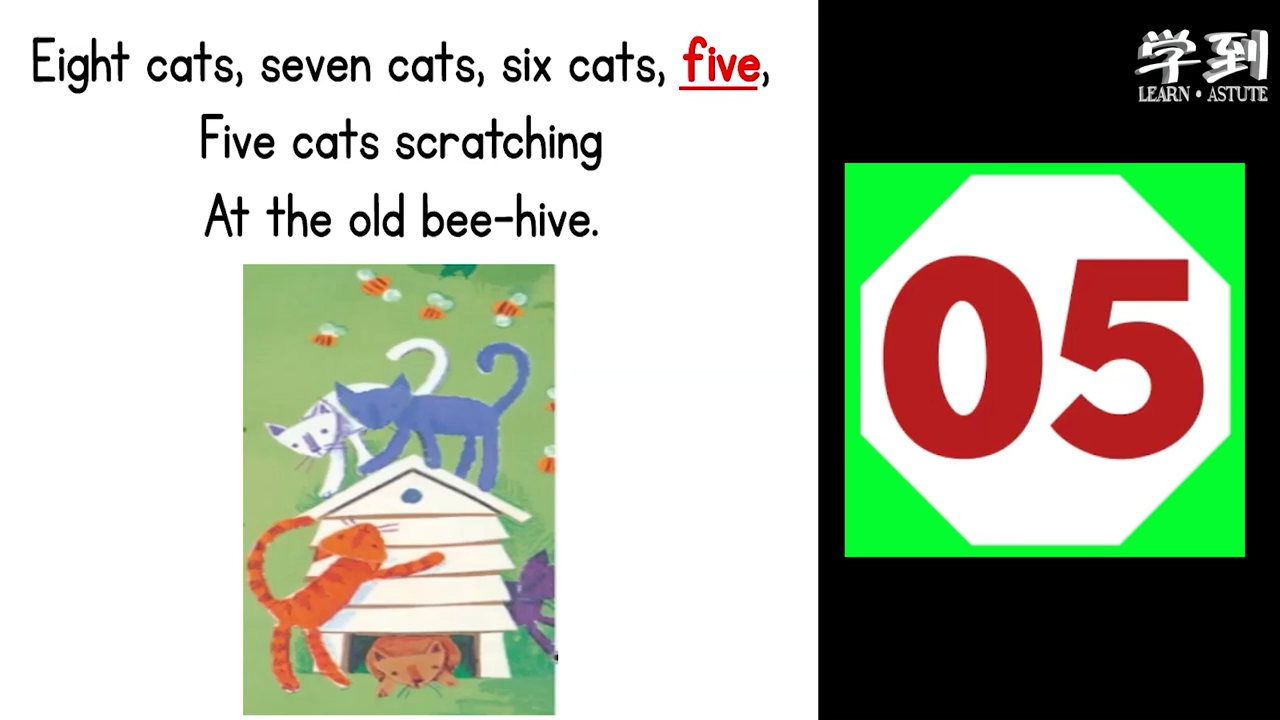 Eight cats, seven cats, six cats, five,
Five cats scratching
At the old bee-hive.
学到
LEARN • ASTUTE
05